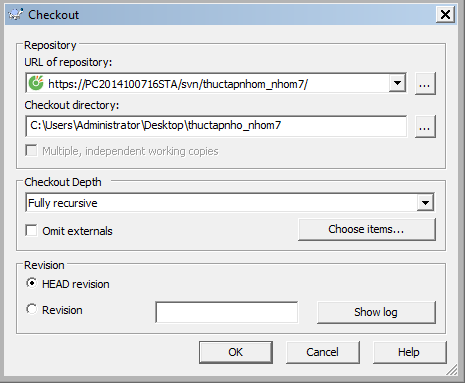 Checkout
Repository
URL of repository:
https://PC2014100716STA/svn/thuctapnhom_nhom7/
...
Checkout directory:
C:\Users\Administrator\Desktop\thuctapnho_nhom7
...
Multiple, independent working copies
Checkout Depth
Fully recursive
Omit externals
Choose items...
Revision
HEAD revision
Revision
Show log
OK
Cancel
Help